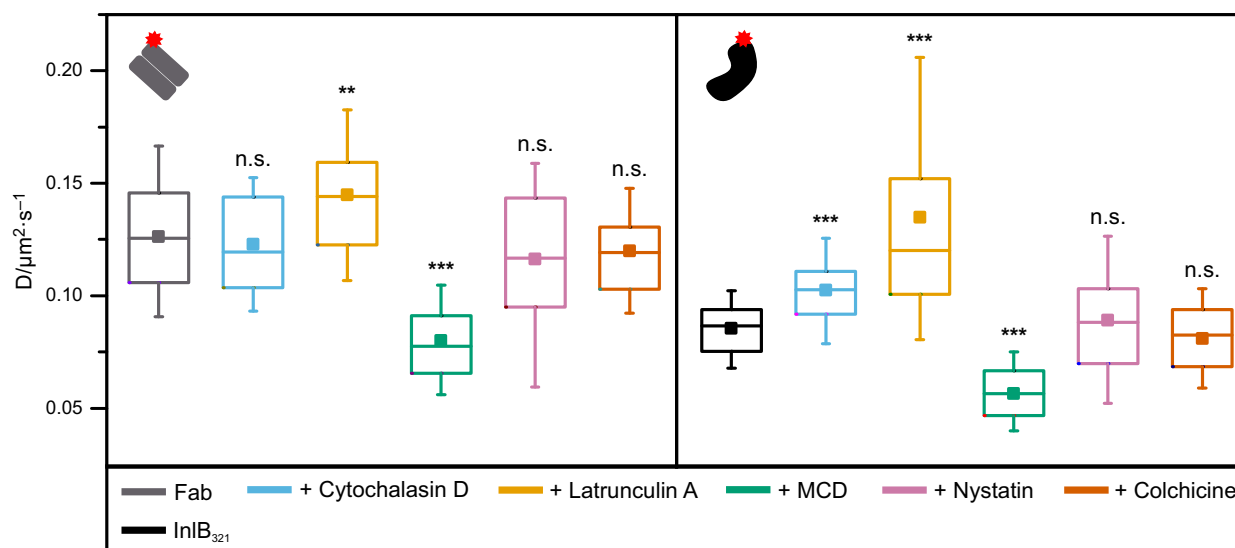 D/µm²·s⁻¹
0.20
0.15
0.10
0.05
n.s.
**
***
n.s.
n.s.
***
***
***
n.s.
n.s.
Fab + Cytochalasin D + Latrunculin A + MCD + Nystatin + Colchicine
InlB₃₂₁